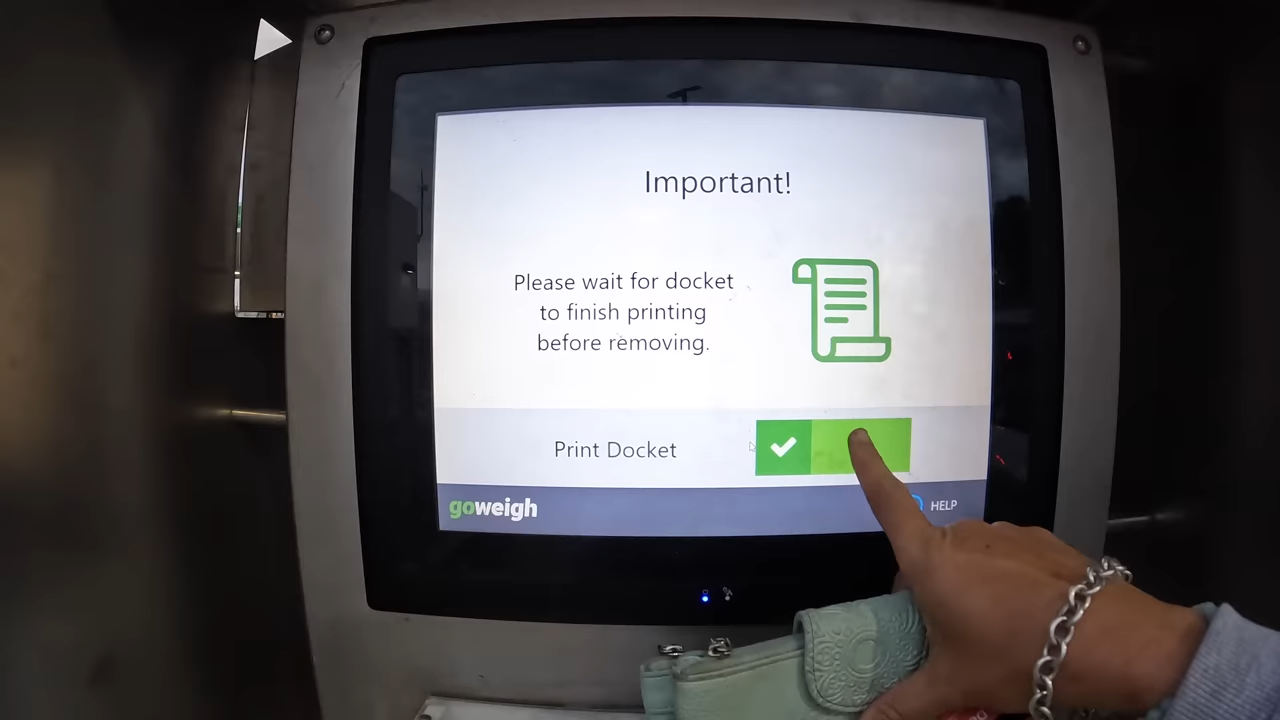 Important!
Please wait for docket
to finish printing
before removing.
Print Docket
goweigh
HELP